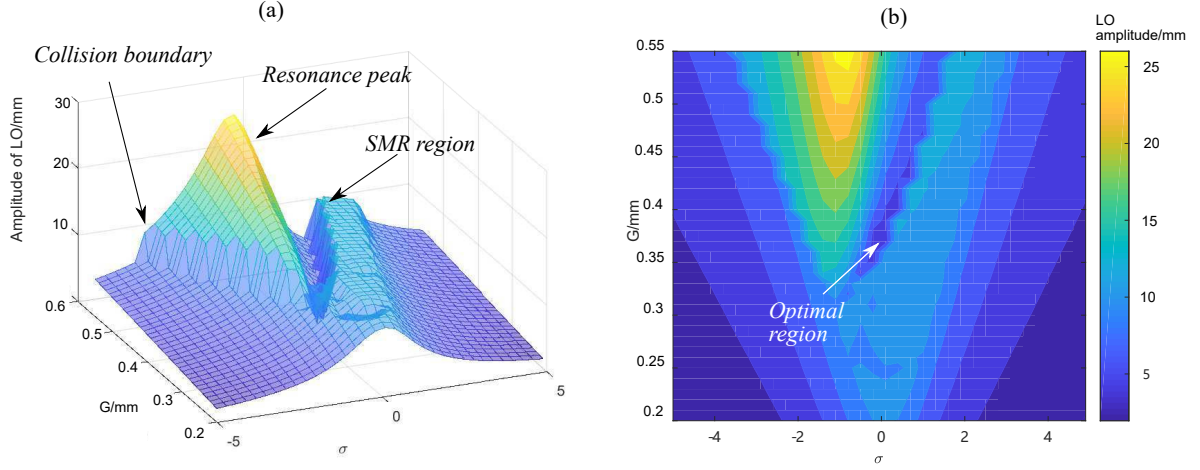 (a)
Collision boundary
Resonance peak
SMR region
Amplitude of LO/mm
30
20
10
0.6
0.5
0.4
0.3
0.2
G/mm
-5
0
5
σ
(b)
LO
amplitude/mm
G/mm
0.55
0.5
0.45
0.4
0.35
0.3
0.25
0.2
Optimal
region
-4
-2
0
2
4
σ
25
20
15
10
5